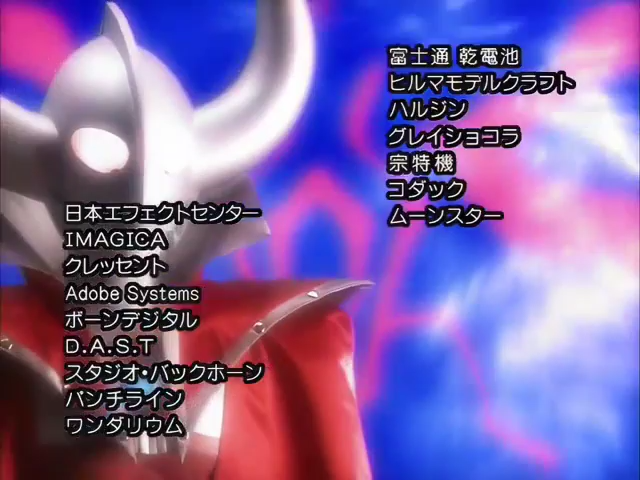 富士通 乾電池
ヒルマモデルクラフト
ハルジン
グレイショコラ
宗特機
コダック
ムーンスター
日本エフェクトセンター
IMAGICA
クレッセント
Adobe Systems
ボーンデジタル
D.A.S.T
スタジオ・バックホーン
パンチライン
ワンダリウム